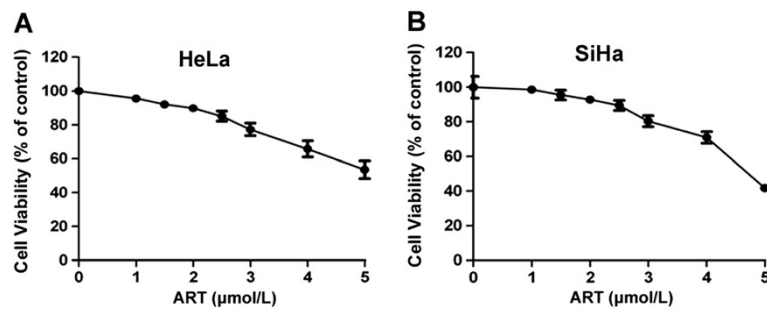 A
HeLa
Cell Viability (% of control)
120
100
80
60
40
20
0
0 1 2 3 4 5
ART (μmol/L)
B
SiHa
Cell Viability (% of control)
120
100
80
60
40
20
0
0 1 2 3 4 5
ART (μmol/L)